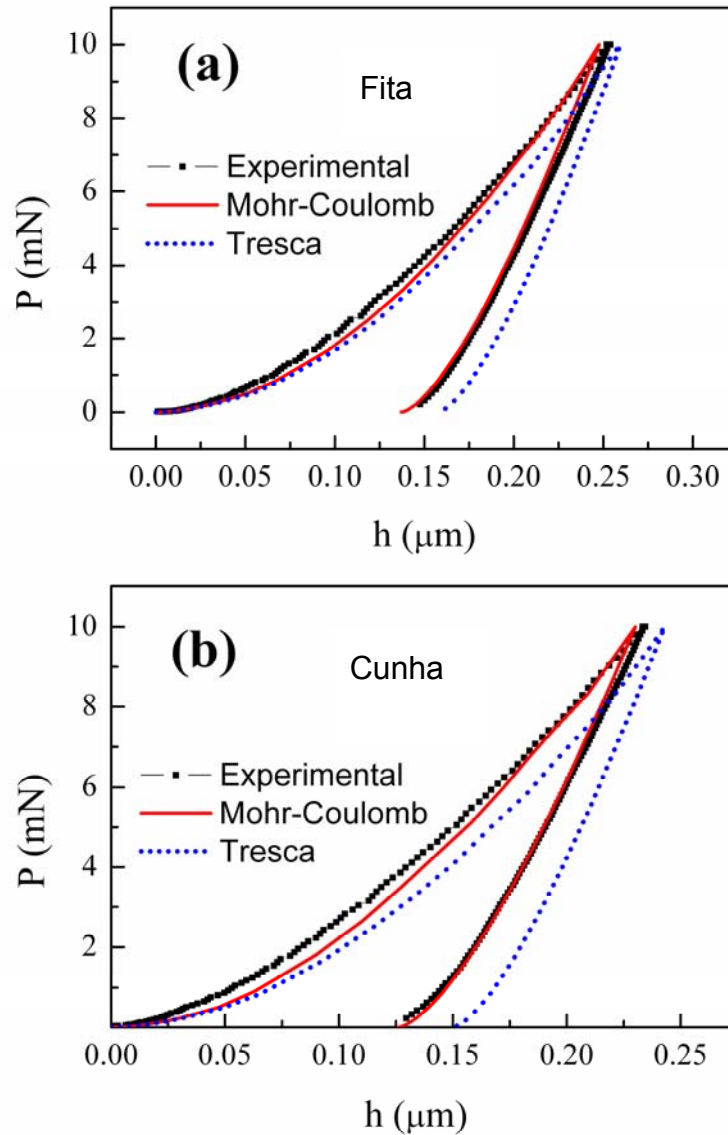 (a)
Fita
Experimental
Mohr-Coulomb
Tresca
P (mN)
10
8
6
4
2
0
0.00 0.05 0.10 0.15 0.20 0.25 0.30
h (μm)
(b)
Cunha
Experimental
Mohr-Coulomb
Tresca
P (mN)
10
8
6
4
2
0.00 0.05 0.10 0.15 0.20 0.25
h (μm)